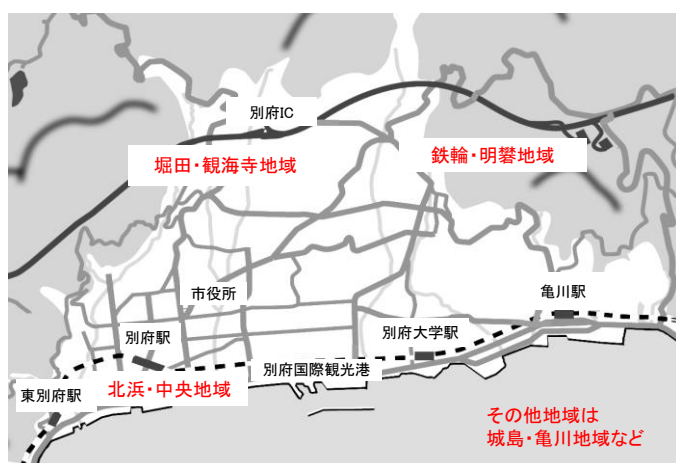 別府IC
堀田・観海寺地域
鉄輪・明礬地域
市役所
亀川駅
別府駅
別府大学駅
別府国際観光港
東別府駅
北浜・中央地域
その他地域は
城島・亀川地域など